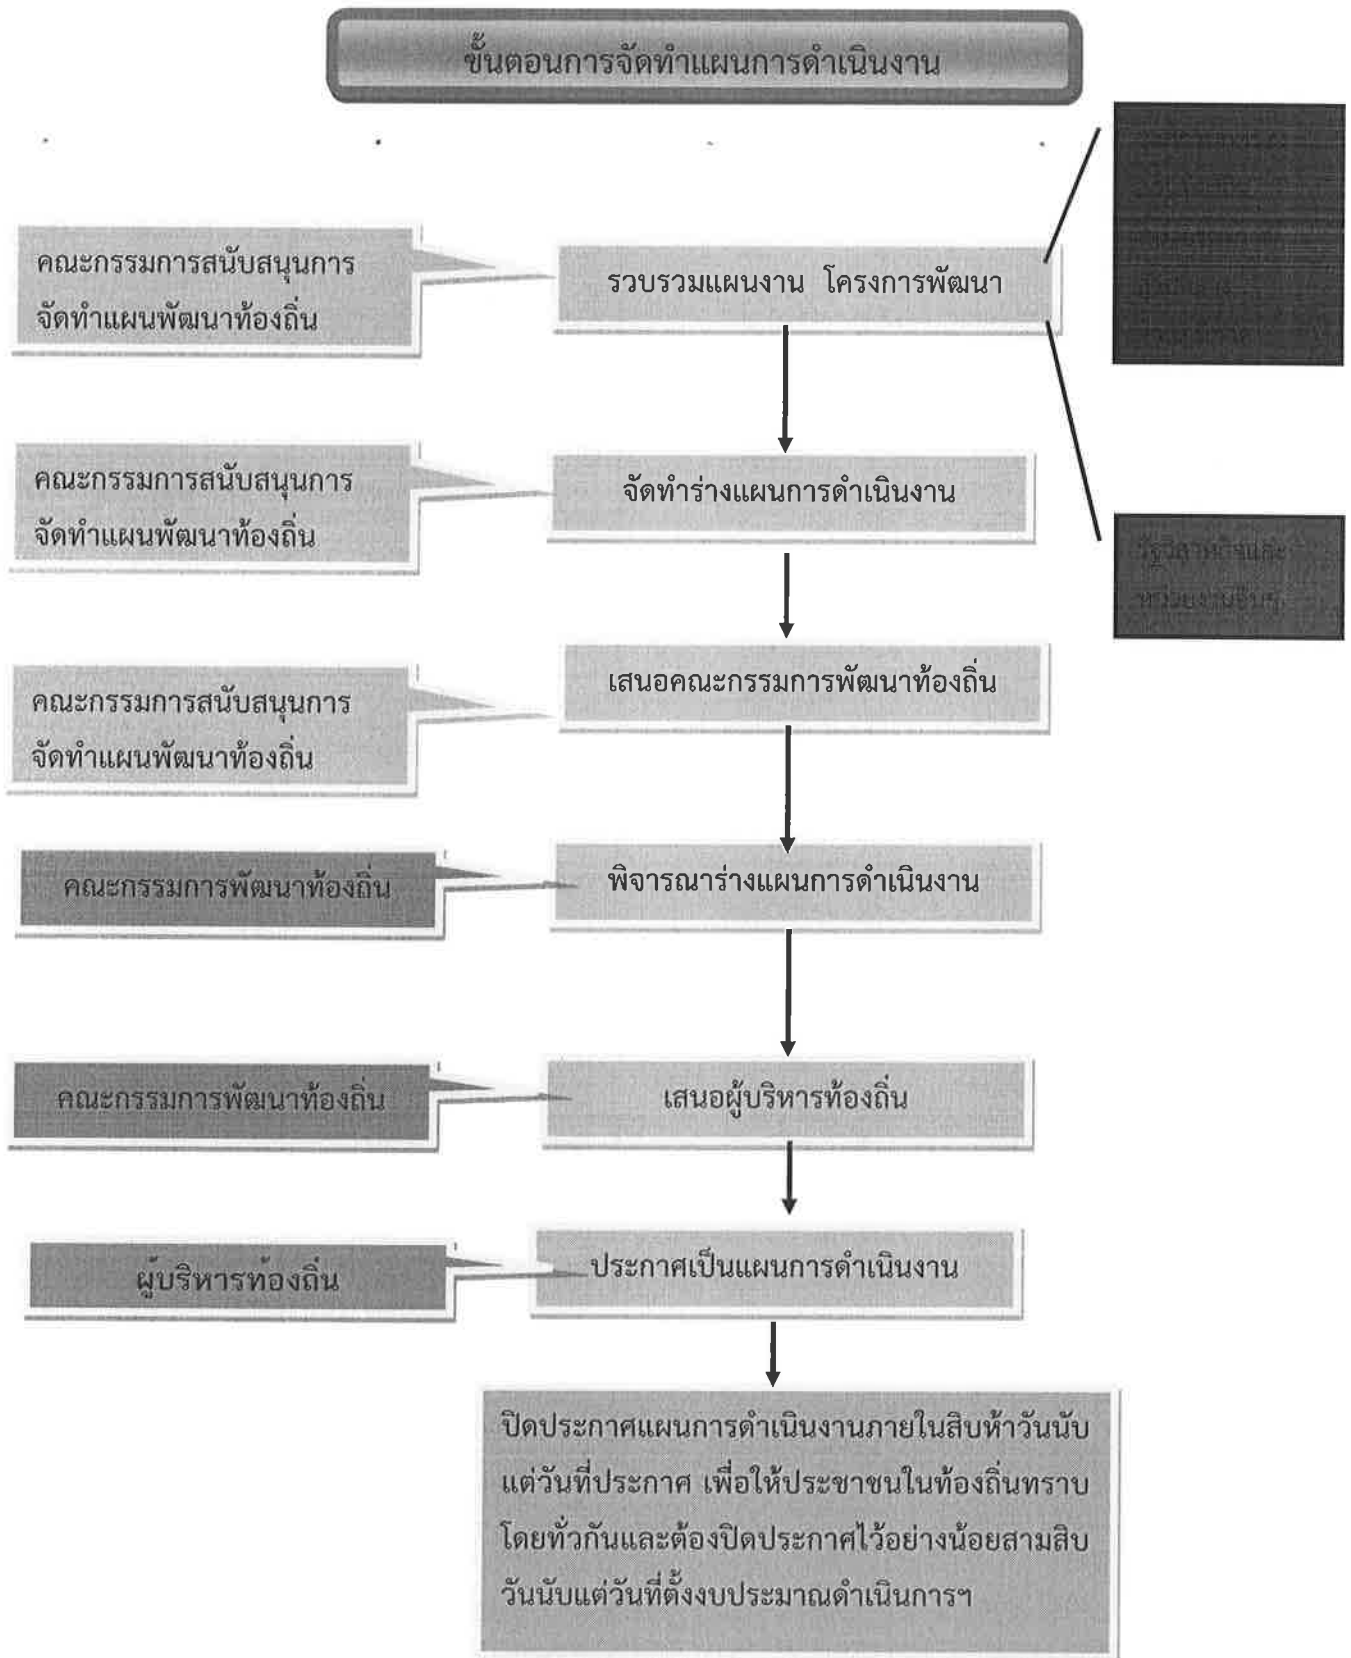 ขั้นตอนการจัดทำแผนการดำเนินงาน
คณะกรรมการสนับสนุนการ
จัดทำแผนพัฒนาท้องถิ่น
รวบรวมแผนงาน โครงการพัฒนา
คณะกรรมการสนับสนุนการ
จัดทำแผนพัฒนาท้องถิ่น
จัดทำร่างแผนการดำเนินงาน
รัฐวิสาหกิจและ
หน่วยงานอื่นๆ
คณะกรรมการสนับสนุนการ
จัดทำแผนพัฒนาท้องถิ่น
เสนอคณะกรรมการพัฒนาท้องถิ่น
คณะกรรมการพัฒนาท้องถิ่น
พิจารณาร่างแผนการดำเนินงาน
คณะกรรมการพัฒนาท้องถิ่น
เสนอผู้บริหารท้องถิ่น
ผู้บริหารท้องถิ่น
ประกาศเป็นแผนการดำเนินงาน
ปิดประกาศแผนการดำเนินงานภายในสิบห้าวันนับ
แต่วันที่ประกาศ เพื่อให้ประชาชนในท้องถิ่นทราบ
โดยทั่วกันและต้องปิดประกาศไว้อย่างน้อยสามสิบ
วันนับแต่วันที่ตั้งงบประมาณดำเนินการฯ